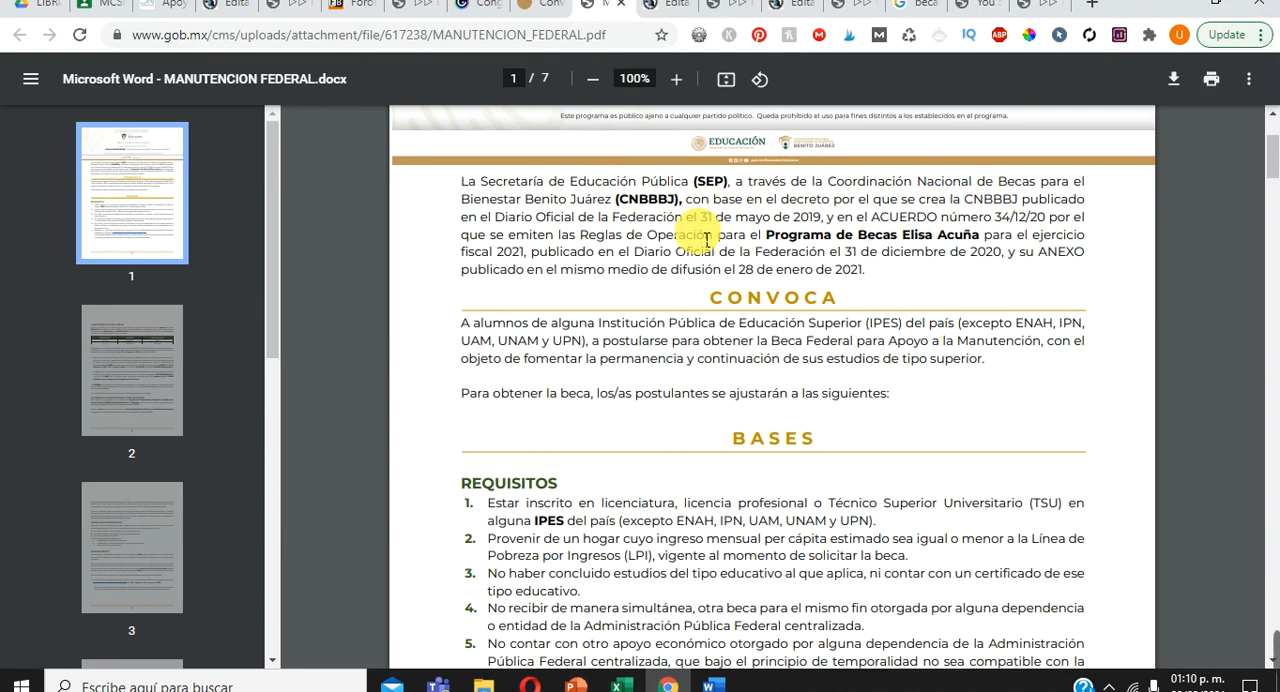 LIBR
MCS
Apoy
Edita
▷▷ I
Foro
▷▷ I
Cong
Conv
M
Edita
▷▷ I
Edita
▷▷ I
beca
You S
▷▷ I
www.gob.mx/cms/uploads/attachment/file/617238/MANUTENCION_FEDERAL.pdf
Update
Microsoft Word - MANUTENCION FEDERAL.docx
1 / 7
100%
Este programa es público ajeno a cualquier partido político. Queda prohibido el uso para fines distintos a los establecidos en el programa.
EDUCACIÓN
BENITO JUÁREZ
La Secretaría de Educación Pública (SEP), a través de la Coordinación Nacional de Becas para el
Bienestar Benito Juárez (CNBBBJ), con base en el decreto por el que se crea la CNBBBJ publicado
en el Diario Oficial de la Federación el 31 de mayo de 2019, y en el ACUERDO número 34/12/20 por el
que se emiten las Reglas de Operación para el Programa de Becas Elisa Acuña para el ejercicio
fiscal 2021, publicado en el Diario Oficial de la Federación el 31 de diciembre de 2020, y su ANEXO
publicado en el mismo medio de difusión el 28 de enero de 2021.
CONVOCA
A alumnos de alguna Institución Pública de Educación Superior (IPES) del país (excepto ENAH, IPN,
UAM, UNAM y UPN), a postularse para obtener la Beca Federal para Apoyo a la Manutención, con el
objeto de fomentar la permanencia y continuación de sus estudios de tipo superior.
Para obtener la beca, los/as postulantes se ajustarán a las siguientes:
BASES
REQUISITOS
1. Estar inscrito en licenciatura, licencia profesional o Técnico Superior Universitario (TSU) en
alguna IPES del país (excepto ENAH, IPN, UAM, UNAM y UPN).
2. Provenir de un hogar cuyo ingreso mensual per cápita estimado sea igual o menor a la Línea de
Pobreza por Ingresos (LPI), vigente al momento de solicitar la beca.
3. No haber concluido estudios del tipo educativo al que aplica, ni contar con un certificado de ese
tipo educativo.
4. No recibir de manera simultánea, otra beca para el mismo fin otorgada por alguna dependencia
o entidad de la Administración Pública Federal centralizada.
5. No contar con otro apoyo económico otorgado por alguna dependencia de la Administración
Pública Federal centralizada, que bajo el principio de temporalidad no sea compatible con la
1
2
3
Escribe aquí para buscar
01:10 p. m.